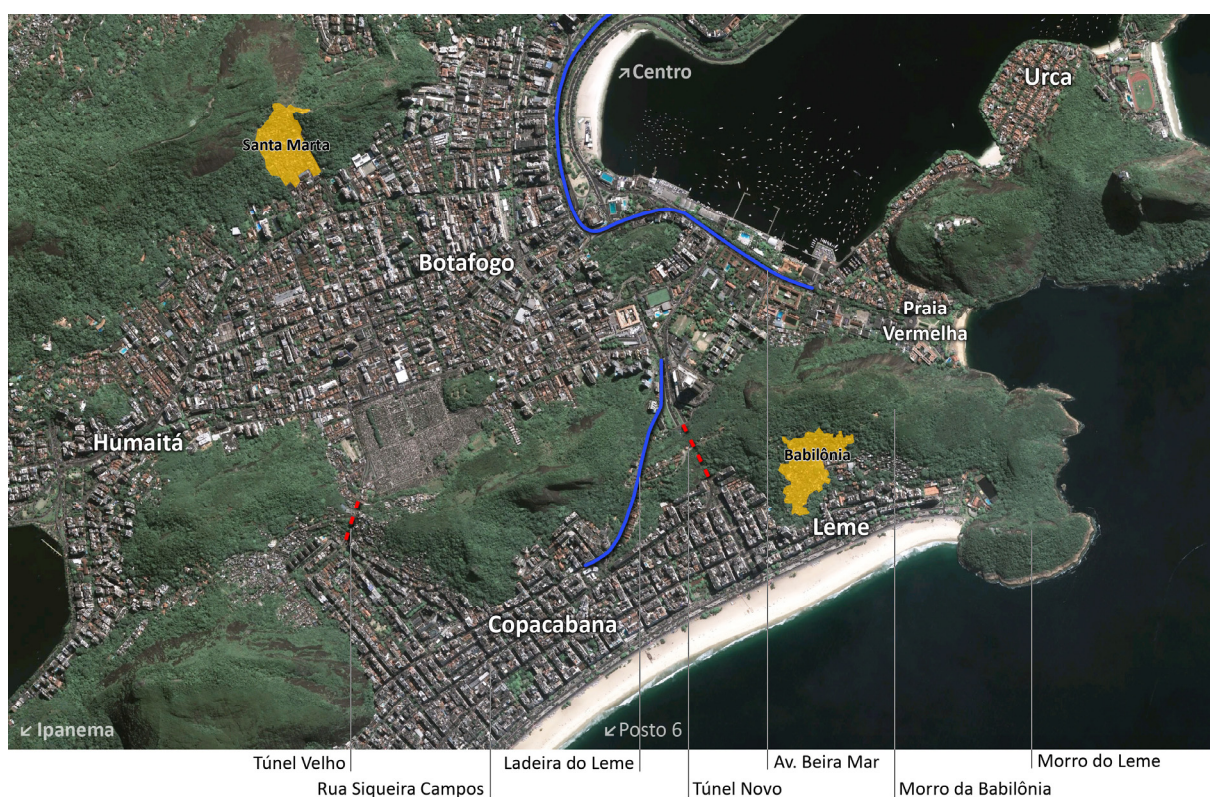 ↗Centro
Urca
Santa Marta
Botafogo
Praia
Vermelha
Humaitá
Babilônia
Leme
Copacabana
↙ Ipanema
↙Posto 6
Túnel Velho
Ladeira do Leme
Av. Beira Mar
Morro do Leme
Rua Siqueira Campos
Túnel Novo
Morro da Babilônia